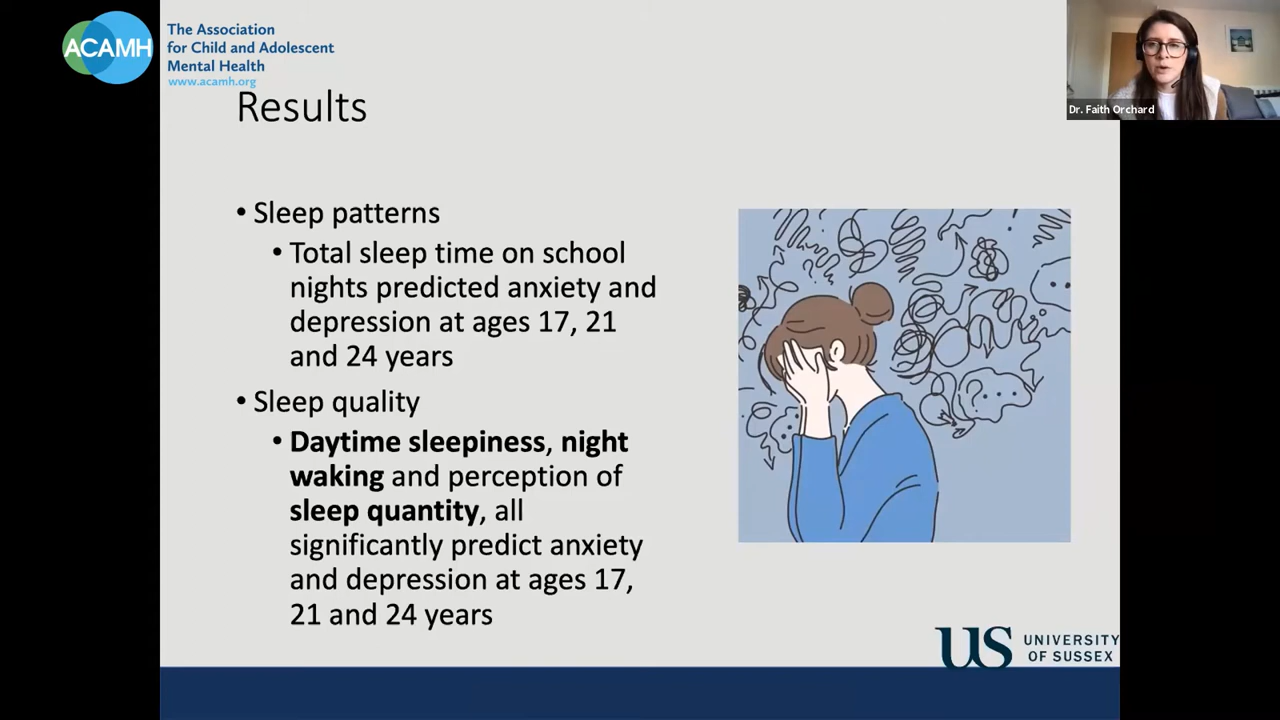 ACAMH
The Association
for Child and Adolescent
Mental Health
www.acamh.org
Dr. Faith Orchard
Results
• Sleep patterns
• Total sleep time on school
nights predicted anxiety and
depression at ages 17, 21
and 24 years
• Sleep quality
• Daytime sleepiness, night
waking and perception of
sleep quantity, all
significantly predict anxiety
and depression at ages 17,
21 and 24 years
US UNIVERSITY
OF SUSSEX